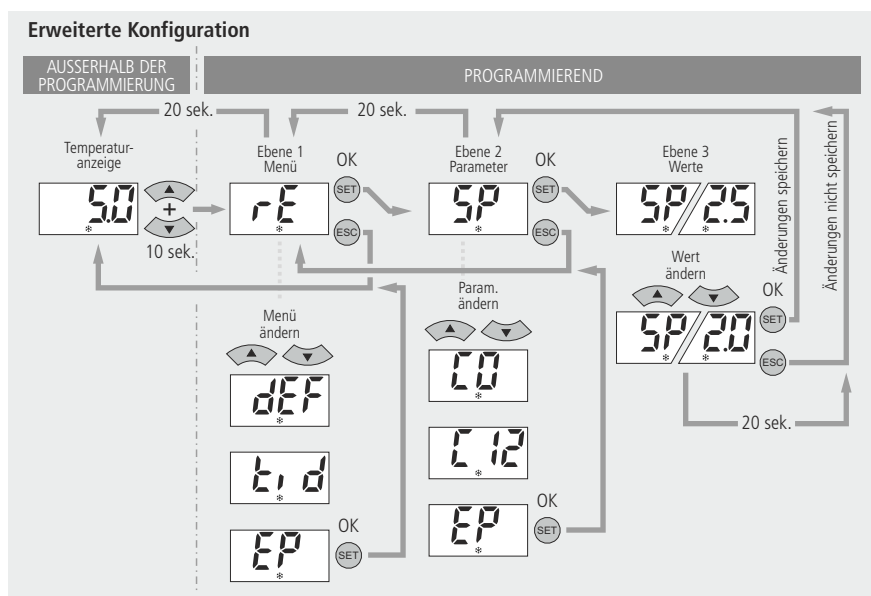 Erweiterte Konfiguration
AUSSERHALB DER
PROGRAMMIERUNG
PROGRAMMIEREND
20 sek.
20 sek.
Temperatur-
anzeige
Ebene 1
Menü
OK
Ebene 2
Parameter
OK
Ebene 3
Werte
5.0
+
10 sek.
rE
SET
ESC
SP
SET
ESC
SP/2.5
Änderungen speichern
Änderungen nicht speichern
Wert
ändern
OK
SP/2.0
SET
ESC
20 sek.
Menü
ändern
dEF
tid
EP
OK
SET
Param.
ändern
C0
C12
EP
OK
SET